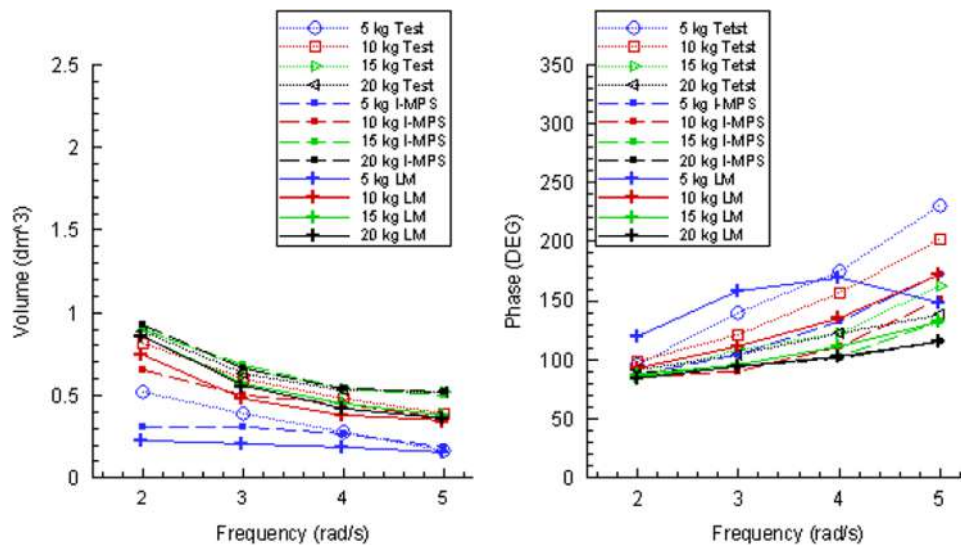 5 kg Test
10 kg Test
15 kg Test
20 kg Test
5 kg I-MPS
10 kg I-MPS
15 kg I-MPS
20 kg I-MPS
5 kg LM
10 kg LM
15 kg LM
20 kg LM
2.5
2
1.5
1
0.5
0
Volume (dm^3)
2 3 4 5
Frequency (rad/s)
5 kg Tetst
10 kg Tetst
15 kg Tetst
20 kg Tetst
5 kg I-MPS
10 kg I-MPS
15 kg I-MPS
20 kg I-MPS
5 kg LM
10 kg LM
15 kg LM
20 kg LM
350
300
250
200
150
100
50
0
Phase (DEG)
2 3 4 5
Frequency (rad/s)